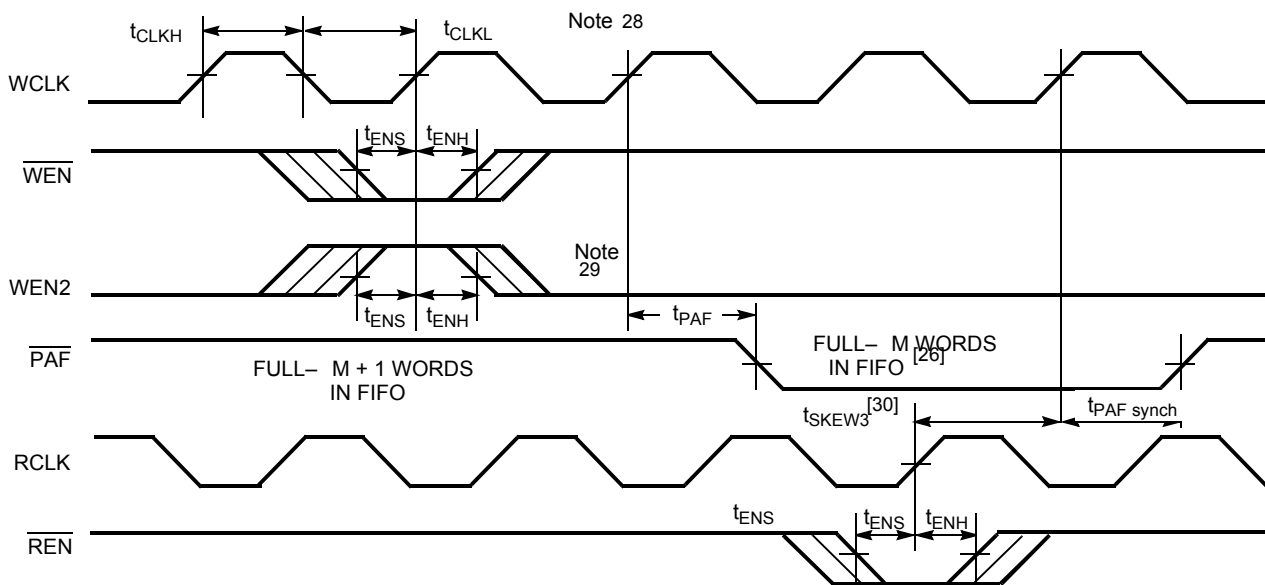 Note 28
tCLKH
tCLKL
WCLK
tENS tENH
WEN
Note
29
WEN2
tENS tENH
tPAF
PAF
FULL– M + 1 WORDS
IN FIFO
FULL– M WORDS
IN FIFO [26]
tSKEW3 [30]
tPAF synch
RCLK
tENS
tENS tENH
REN